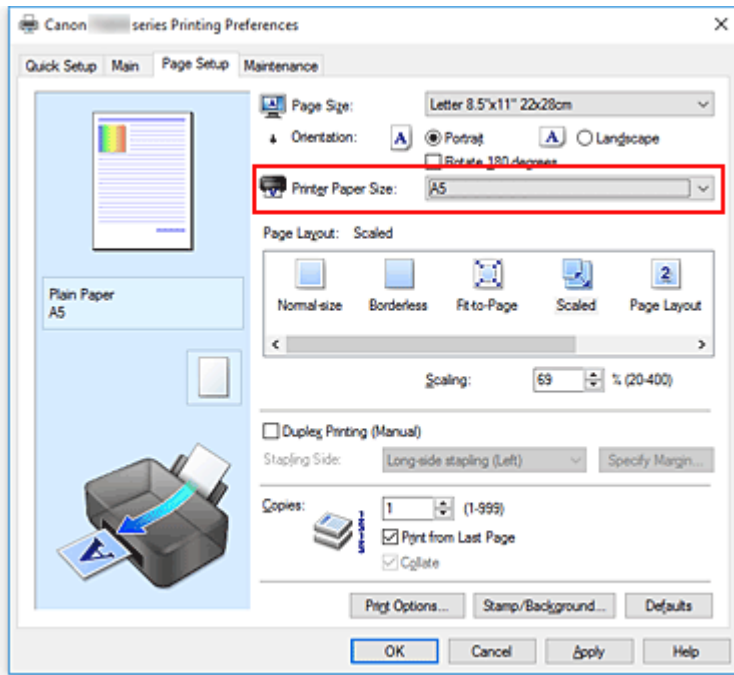 Canon series Printing Preferences
Quick Setup Main Page Setup Maintenance
Page Size: Letter 8.5"x11" 22x28cm
Orientation: A Portrait A Landscape
Rotate 180 degrees
Printer Paper Size: A5
Page Layout: Scaled
Normal-size Borderless Fit-to-Page Scaled Page Layout
2
Plain Paper
A5
Scaling: 69 % (20-400)
Duplex Printing (Manual)
Stapling Side: Long-side stapling (Left) Specify Margin...
Copies: 1 (1-999)
Print from Last Page
Collate
A
Print Options... Stamp/Background... Defaults
OK Cancel Apply Help